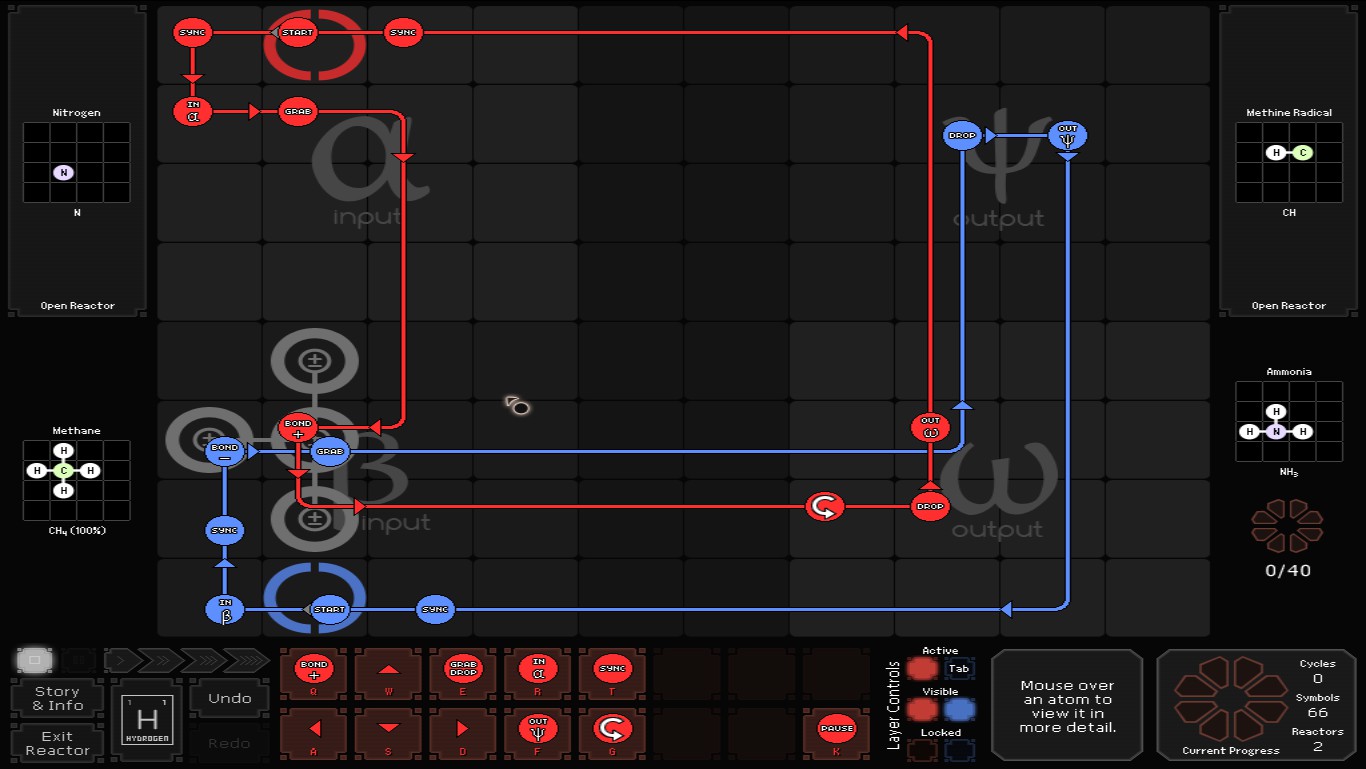 Nitrogen
N
N
Open Reactor
Methane
H
H C H
H
CH₄ (100%)
SYNC
START
SYNC
IN
α
GRAB
α
input
BOND
+
BOND
−
GRAB
β
input
SYNC
IN
β
START
SYNC
DROP
OUT
ψ
ψ
output
OUT
ω
DROP
ω
output
Methine Radical
H C
CH
Open Reactor
Ammonia
H
H N H
NH₃
0/40
Story
& Info
Exit
Reactor
1 1
H
HYDROGEN
Undo
Redo
BOND
+
Q
W
GRAB
DROP
E
IN
α
R
SYNC
T
A
S
D
OUT
ψ
F
G
PAUSE
K
Layer Controls
Active
Tab
Visible
Locked
Mouse over
an atom to
view it in
more detail.
Cycles
0
Symbols
66
Reactors
2
Current Progress